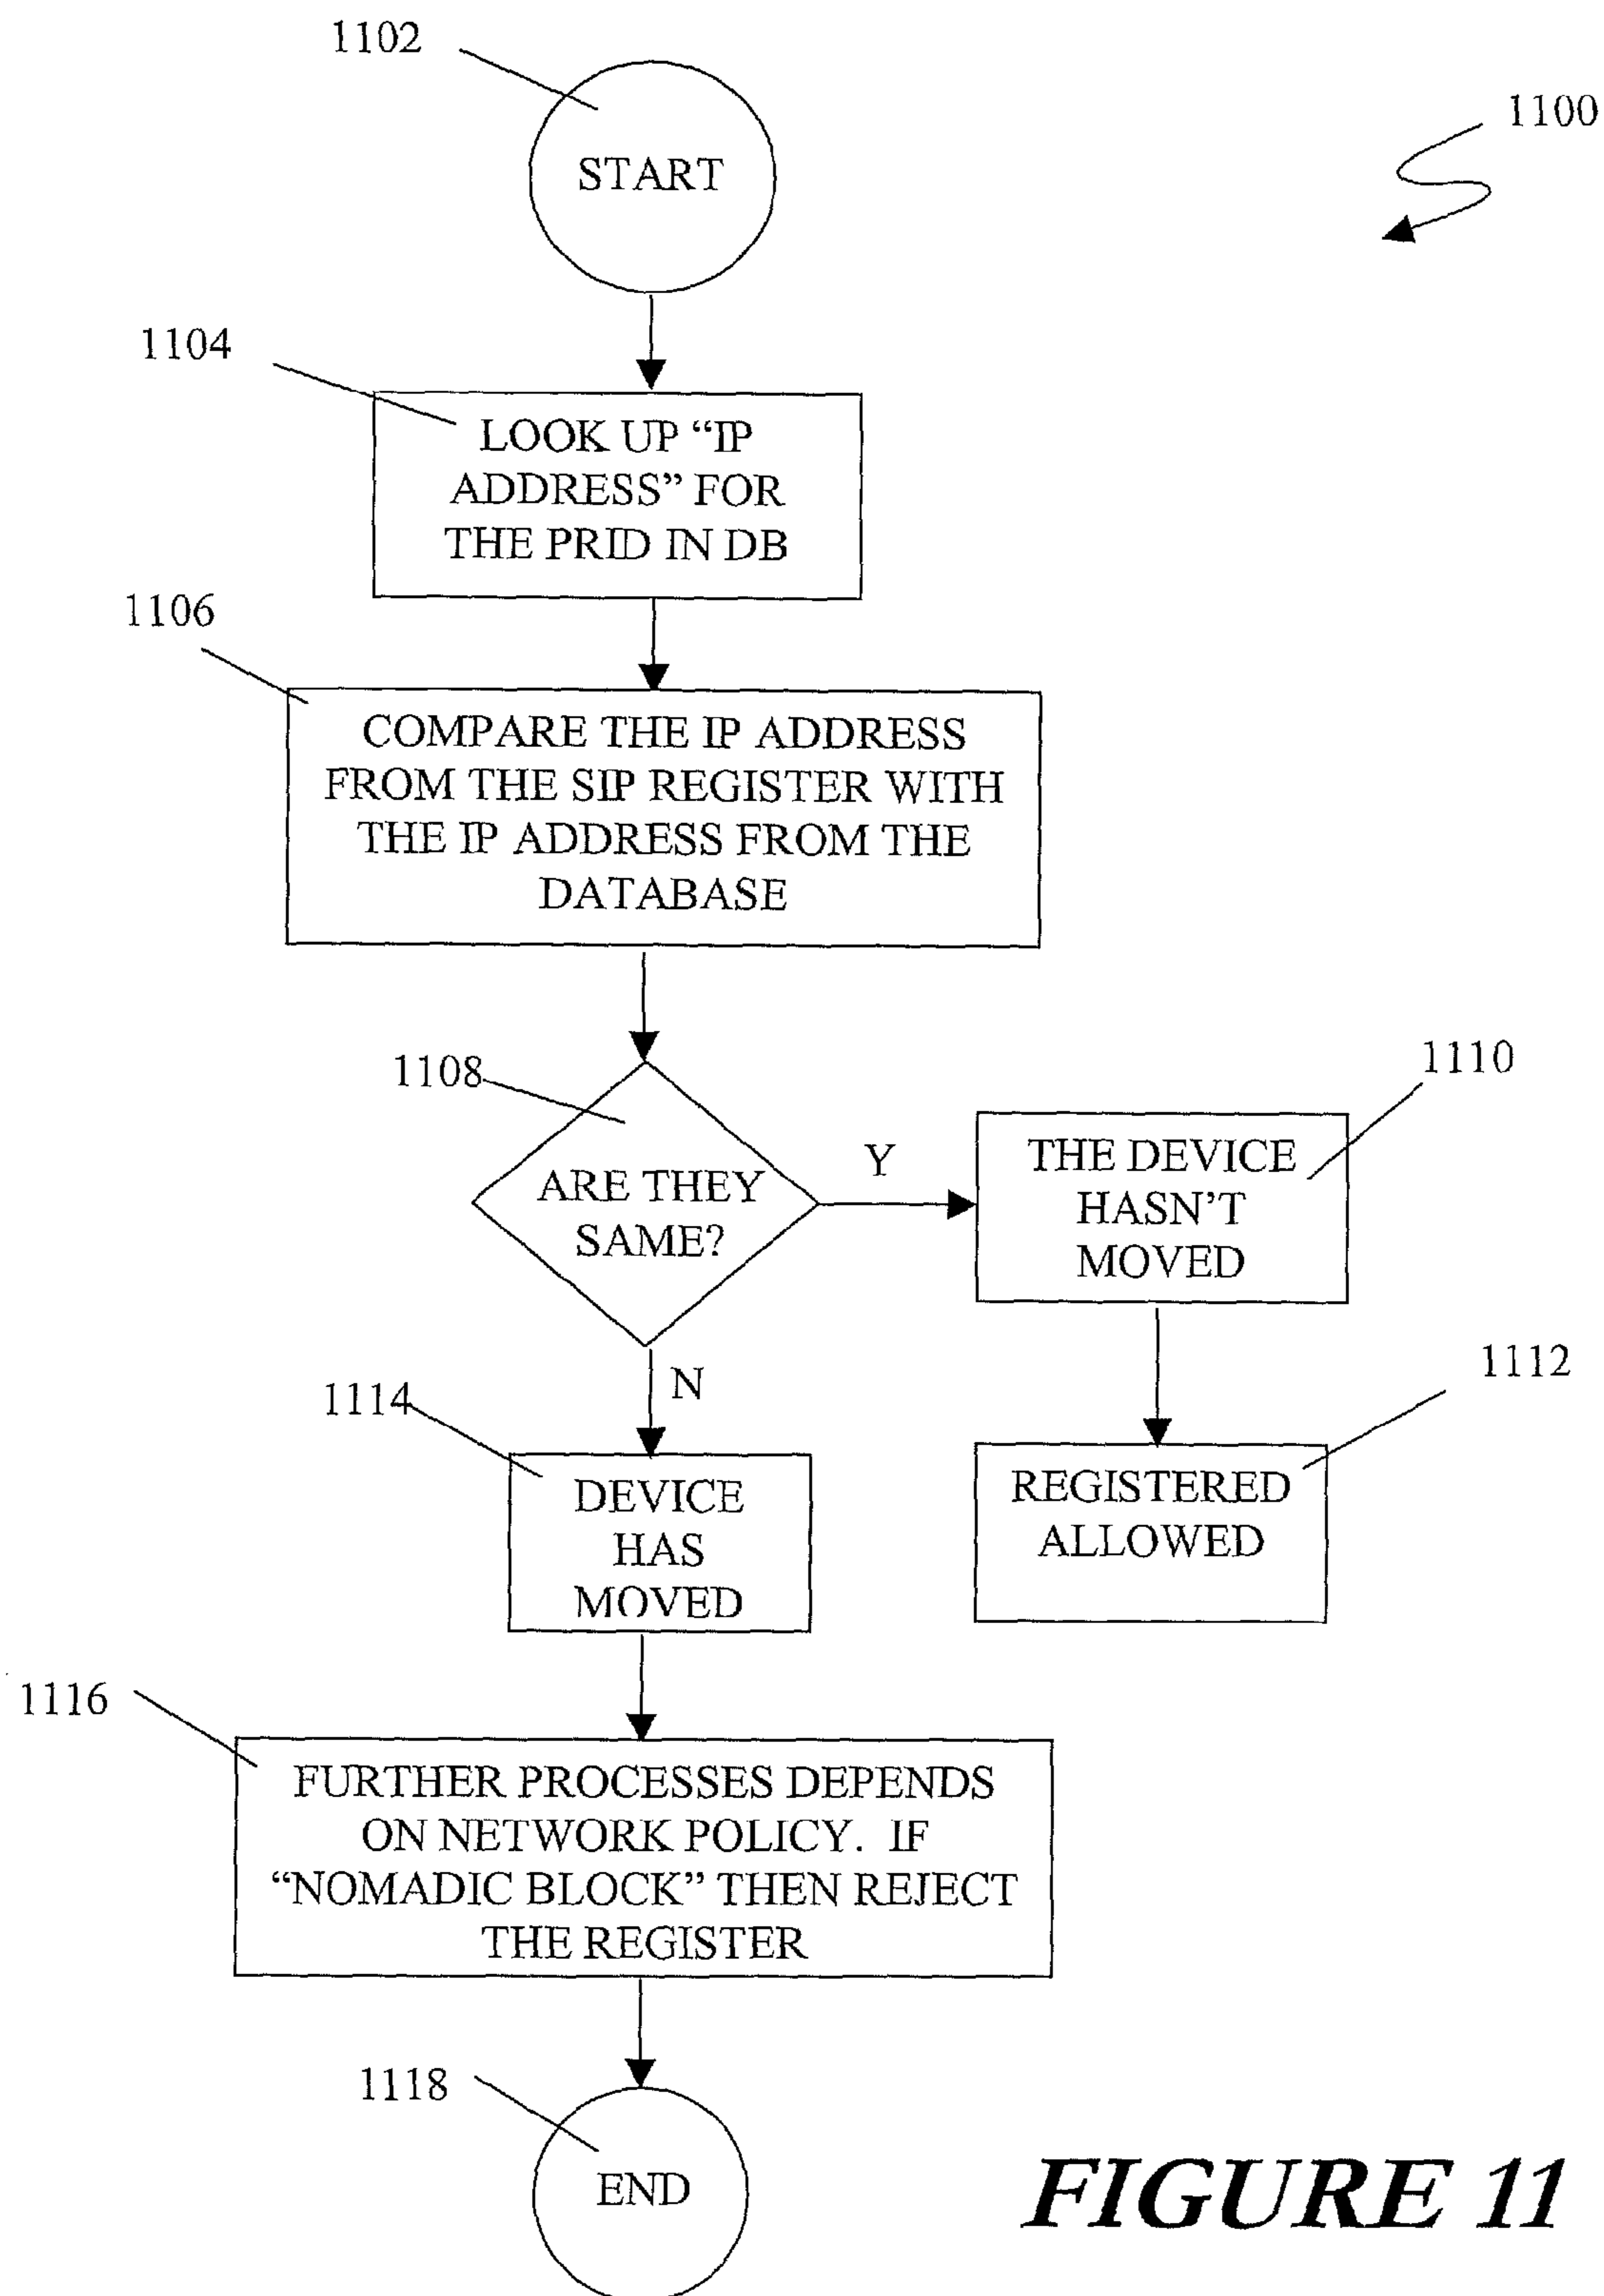 1102
1100
START
1104
LOOK UP “IP
ADDRESS” FOR
THE PRID IN DB
1106
COMPARE THE IP ADDRESS
FROM THE SIP REGISTER WITH
THE IP ADDRESS FROM THE
DATABASE
1108
ARE THEY
SAME?
Y
1110
THE DEVICE
HASN’T
MOVED
N
1112
REGISTERED
ALLOWED
1114
DEVICE
HAS
MOVED
1116
FURTHER PROCESSES DEPENDS
ON NETWORK POLICY. IF
“NOMADIC BLOCK” THEN REJECT
THE REGISTER
1118
END
FIGURE 11